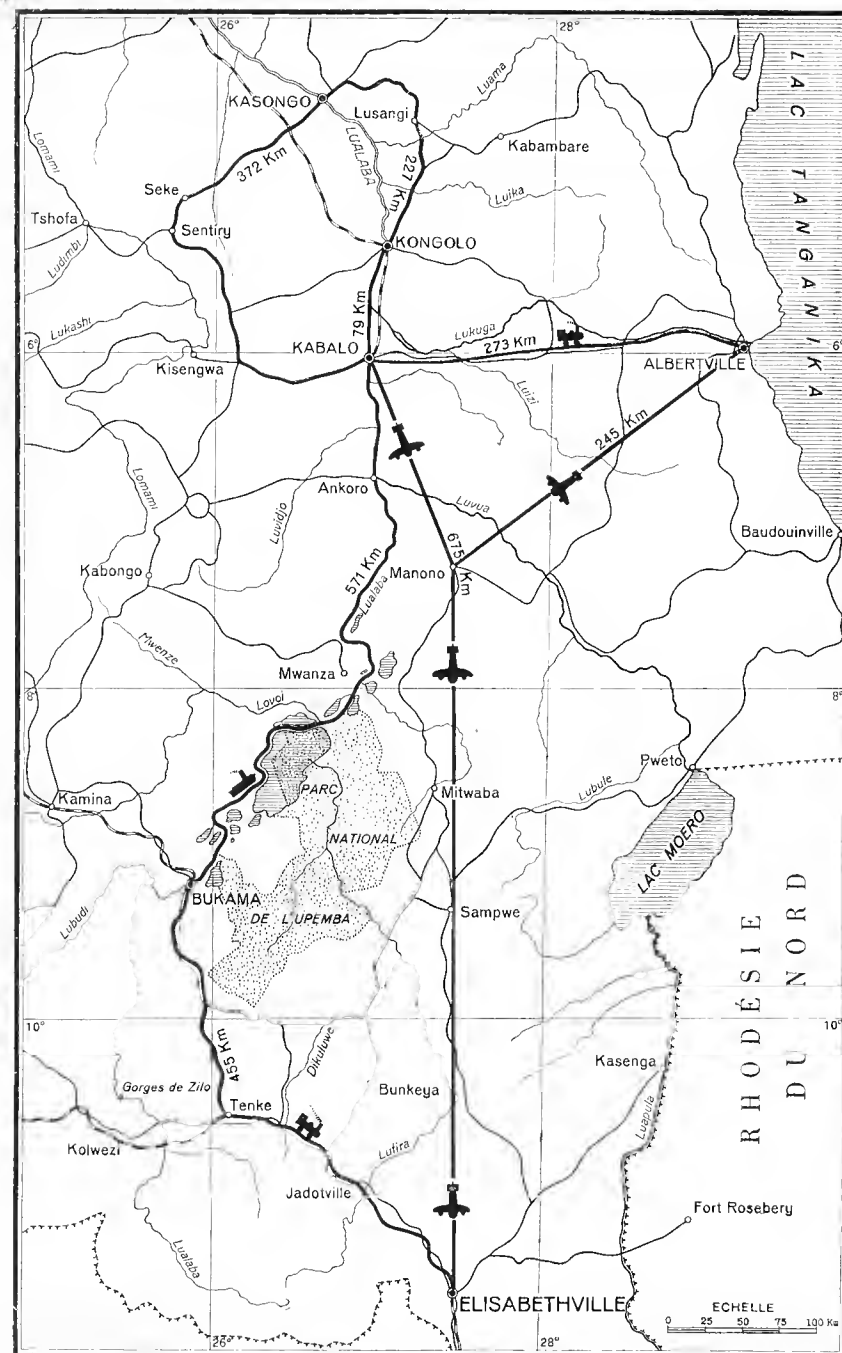 26°
28°
LAC TANGANIKA
KASONGO
Lusangi
Luama
Kabambare
Lomami
372 Km
LUALABA
227 Km
Seke
Luika
Tshofa
Sentiry
Ludimbi
KONGOLO
Lukashi
79 Km
Lukuga
6°
273 Km
6°
KABALO
ALBERTVILLE
Kisengwa
Luizi
245 Km
Lomami
Ankoro
Luvidjo
Luvua
Baudouinville
675 Km
Kabongo
571 Km
Lualaba
Manono
Mwenze
Mwanza
8°
8°
Lovoi
Pweto
Kamina
PARC
Mitwaba
Lubule
NATIONAL
LAC MOERO
BUKAMA
DE L'UPEMBA
Sampwe
Lubudi
RHODÉSIE
DU NORD
10°
10°
455 Km
Dikuluwe
Kasenga
Gorges de Zilo
Bunkeya
Tenke
Luapula
Kolwezi
Lufira
Jadotville
Fort Rosebery
Lualaba
ELISABETHVILLE
ECHELLE
0 25 50 75 100 Km
26°
28°